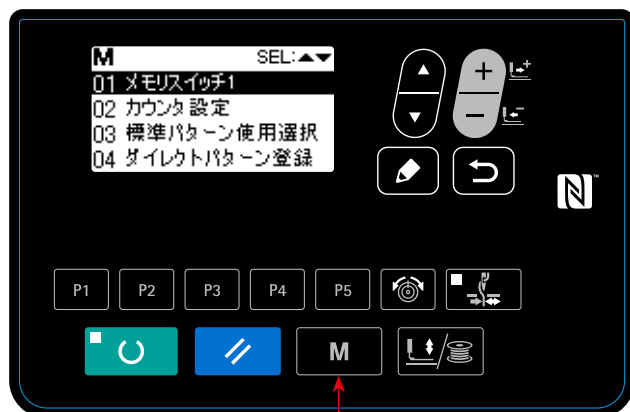 M SEL:▲▼
01 メモリスイッチ1
02 カウンタ設定
03 標準パターン使用選択
04 ダイレクトパターン登録
P1 P2 P3 P4 P5
M